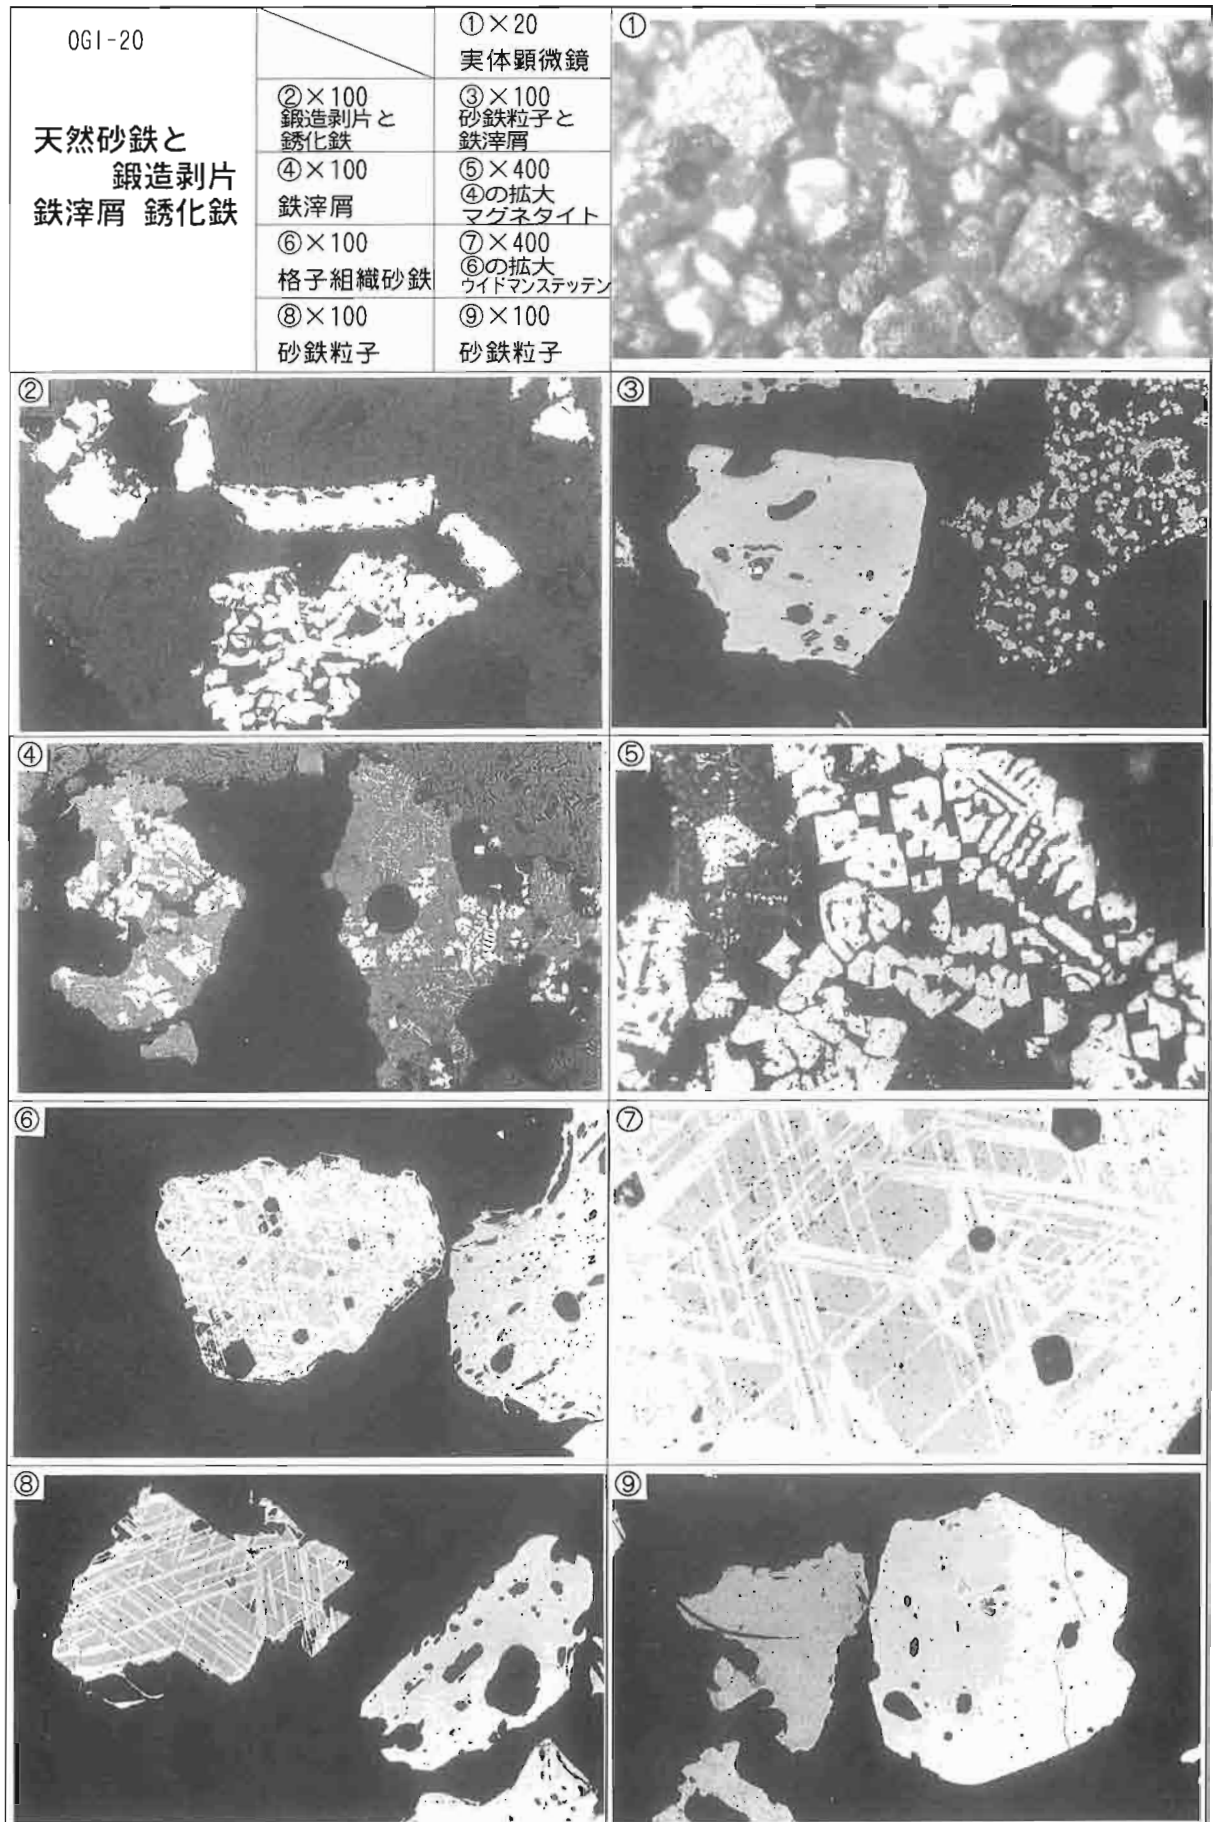 OGI-20
天然砂鉄と
鍛造剥片
鉄滓屑 銹化鉄
①×20
実体顕微鏡
②×100
鍛造剥片と
銹化鉄
③×100
砂鉄粒子と
鉄滓屑
④×100
鉄滓屑
⑤×400
④の拡大
マグネタイト
⑥×100
格子組織砂鉄
⑦×400
⑥の拡大
ウイドマンステッテン
⑧×100
砂鉄粒子
⑨×100
砂鉄粒子
①
②
③
④
⑤
⑥
⑦
⑧
⑨